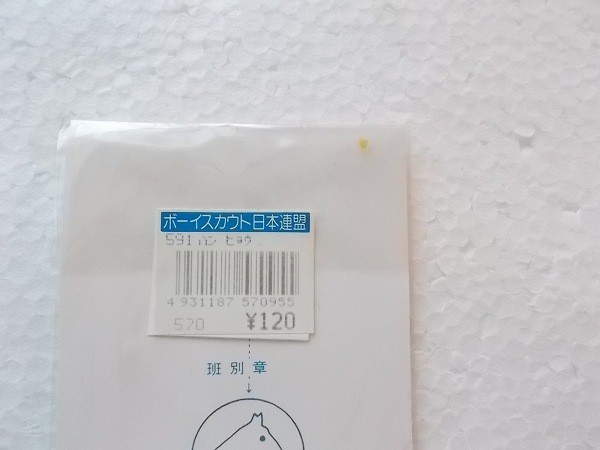 ボーイスカウト日本連盟
591ハン ヒョウ
4 931187 570955
520 ¥120
班別章